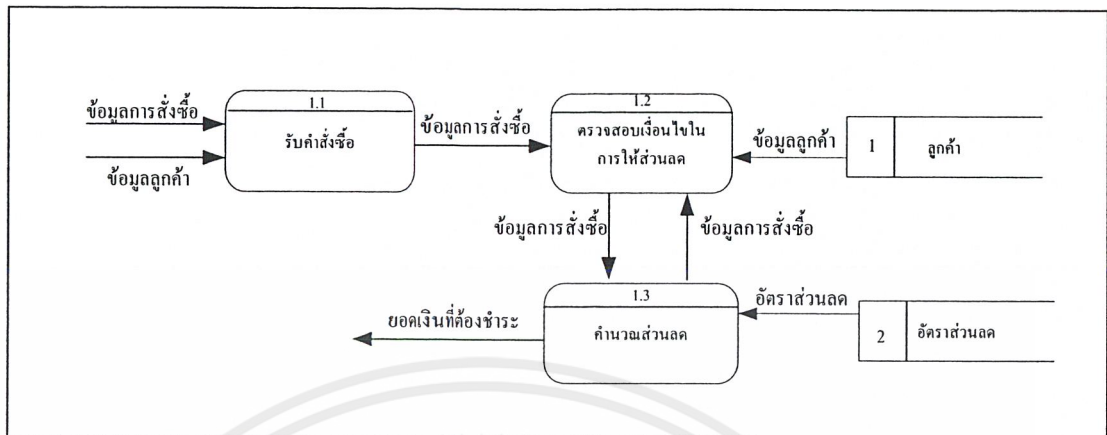 1.1
รับคำสั่งซื้อ
ข้อมูลการสั่งซื้อ
ข้อมูลลูกค้า
ข้อมูลการสั่งซื้อ
1.2
ตรวจสอบเงื่อนไขใน
การให้ส่วนลด
ข้อมูลลูกค้า
1 ลูกค้า
ข้อมูลการสั่งซื้อ
ข้อมูลการสั่งซื้อ
1.3
คำนวณส่วนลด
ยอดเงินที่ต้องชำระ
อัตราส่วนลด
2 อัตราส่วนลด